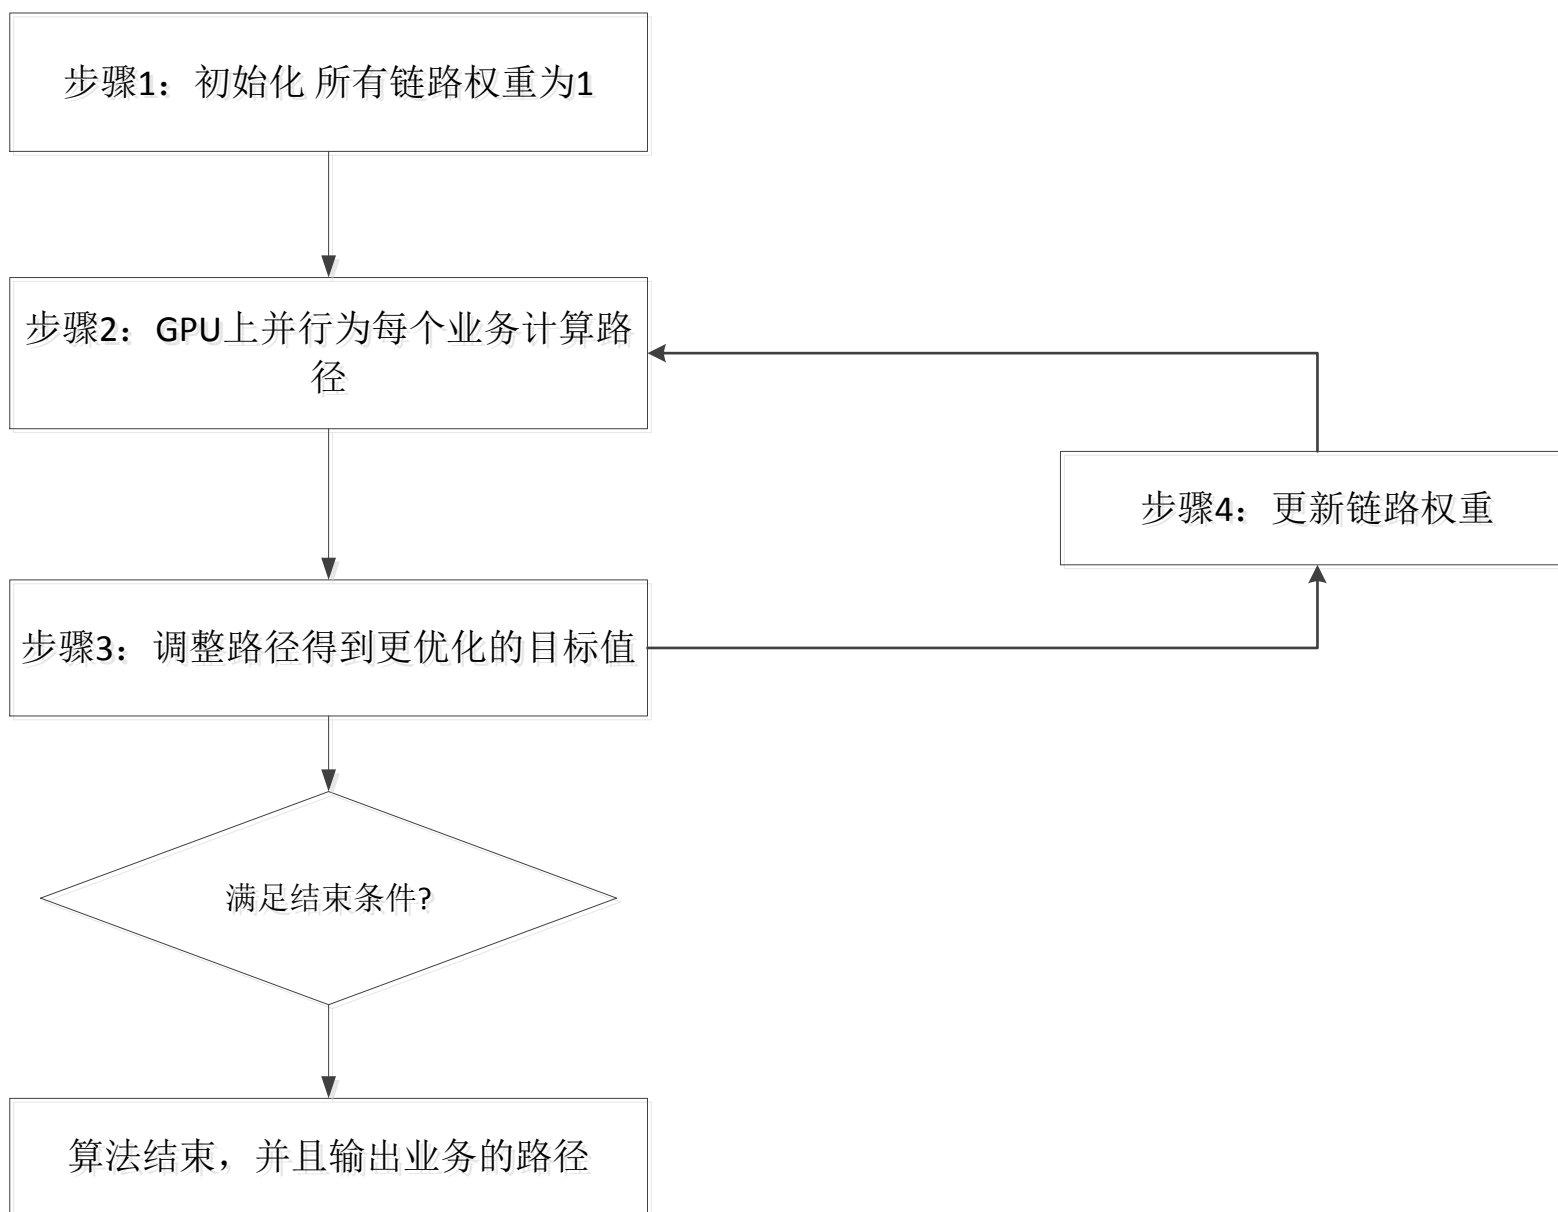 步骤1：初始化 所有链路权重为1
步骤2：GPU上并行为每个业务计算路
径
步骤4：更新链路权重
步骤3：调整路径得到更优化的目标值
满足结束条件?
算法结束，并且输出业务的路径